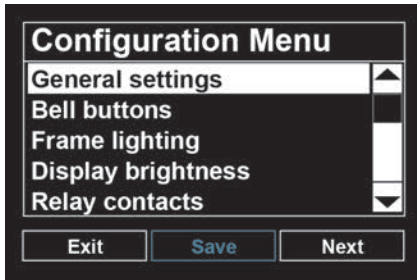 Configuration Menu
General settings
Bell buttons
Frame lighting
Display brightness
Relay contacts
Exit Save Next